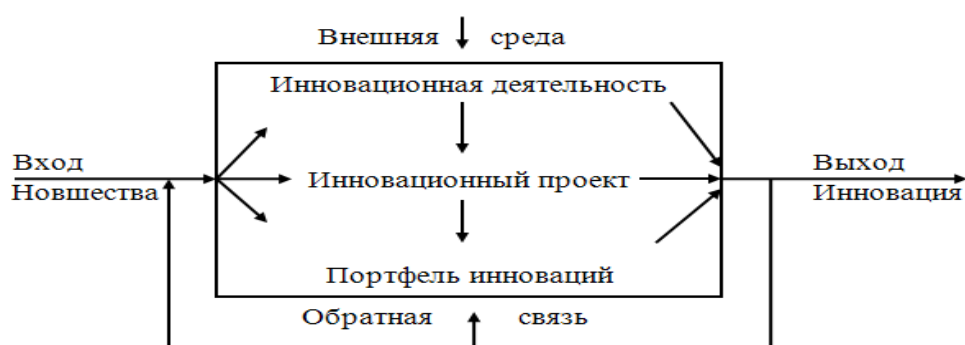 Внешняя среда
Инновационная деятельность
Вход
Новшества
Инновационный проект
Выход
Инновация
Портфель инноваций
Обратная связь